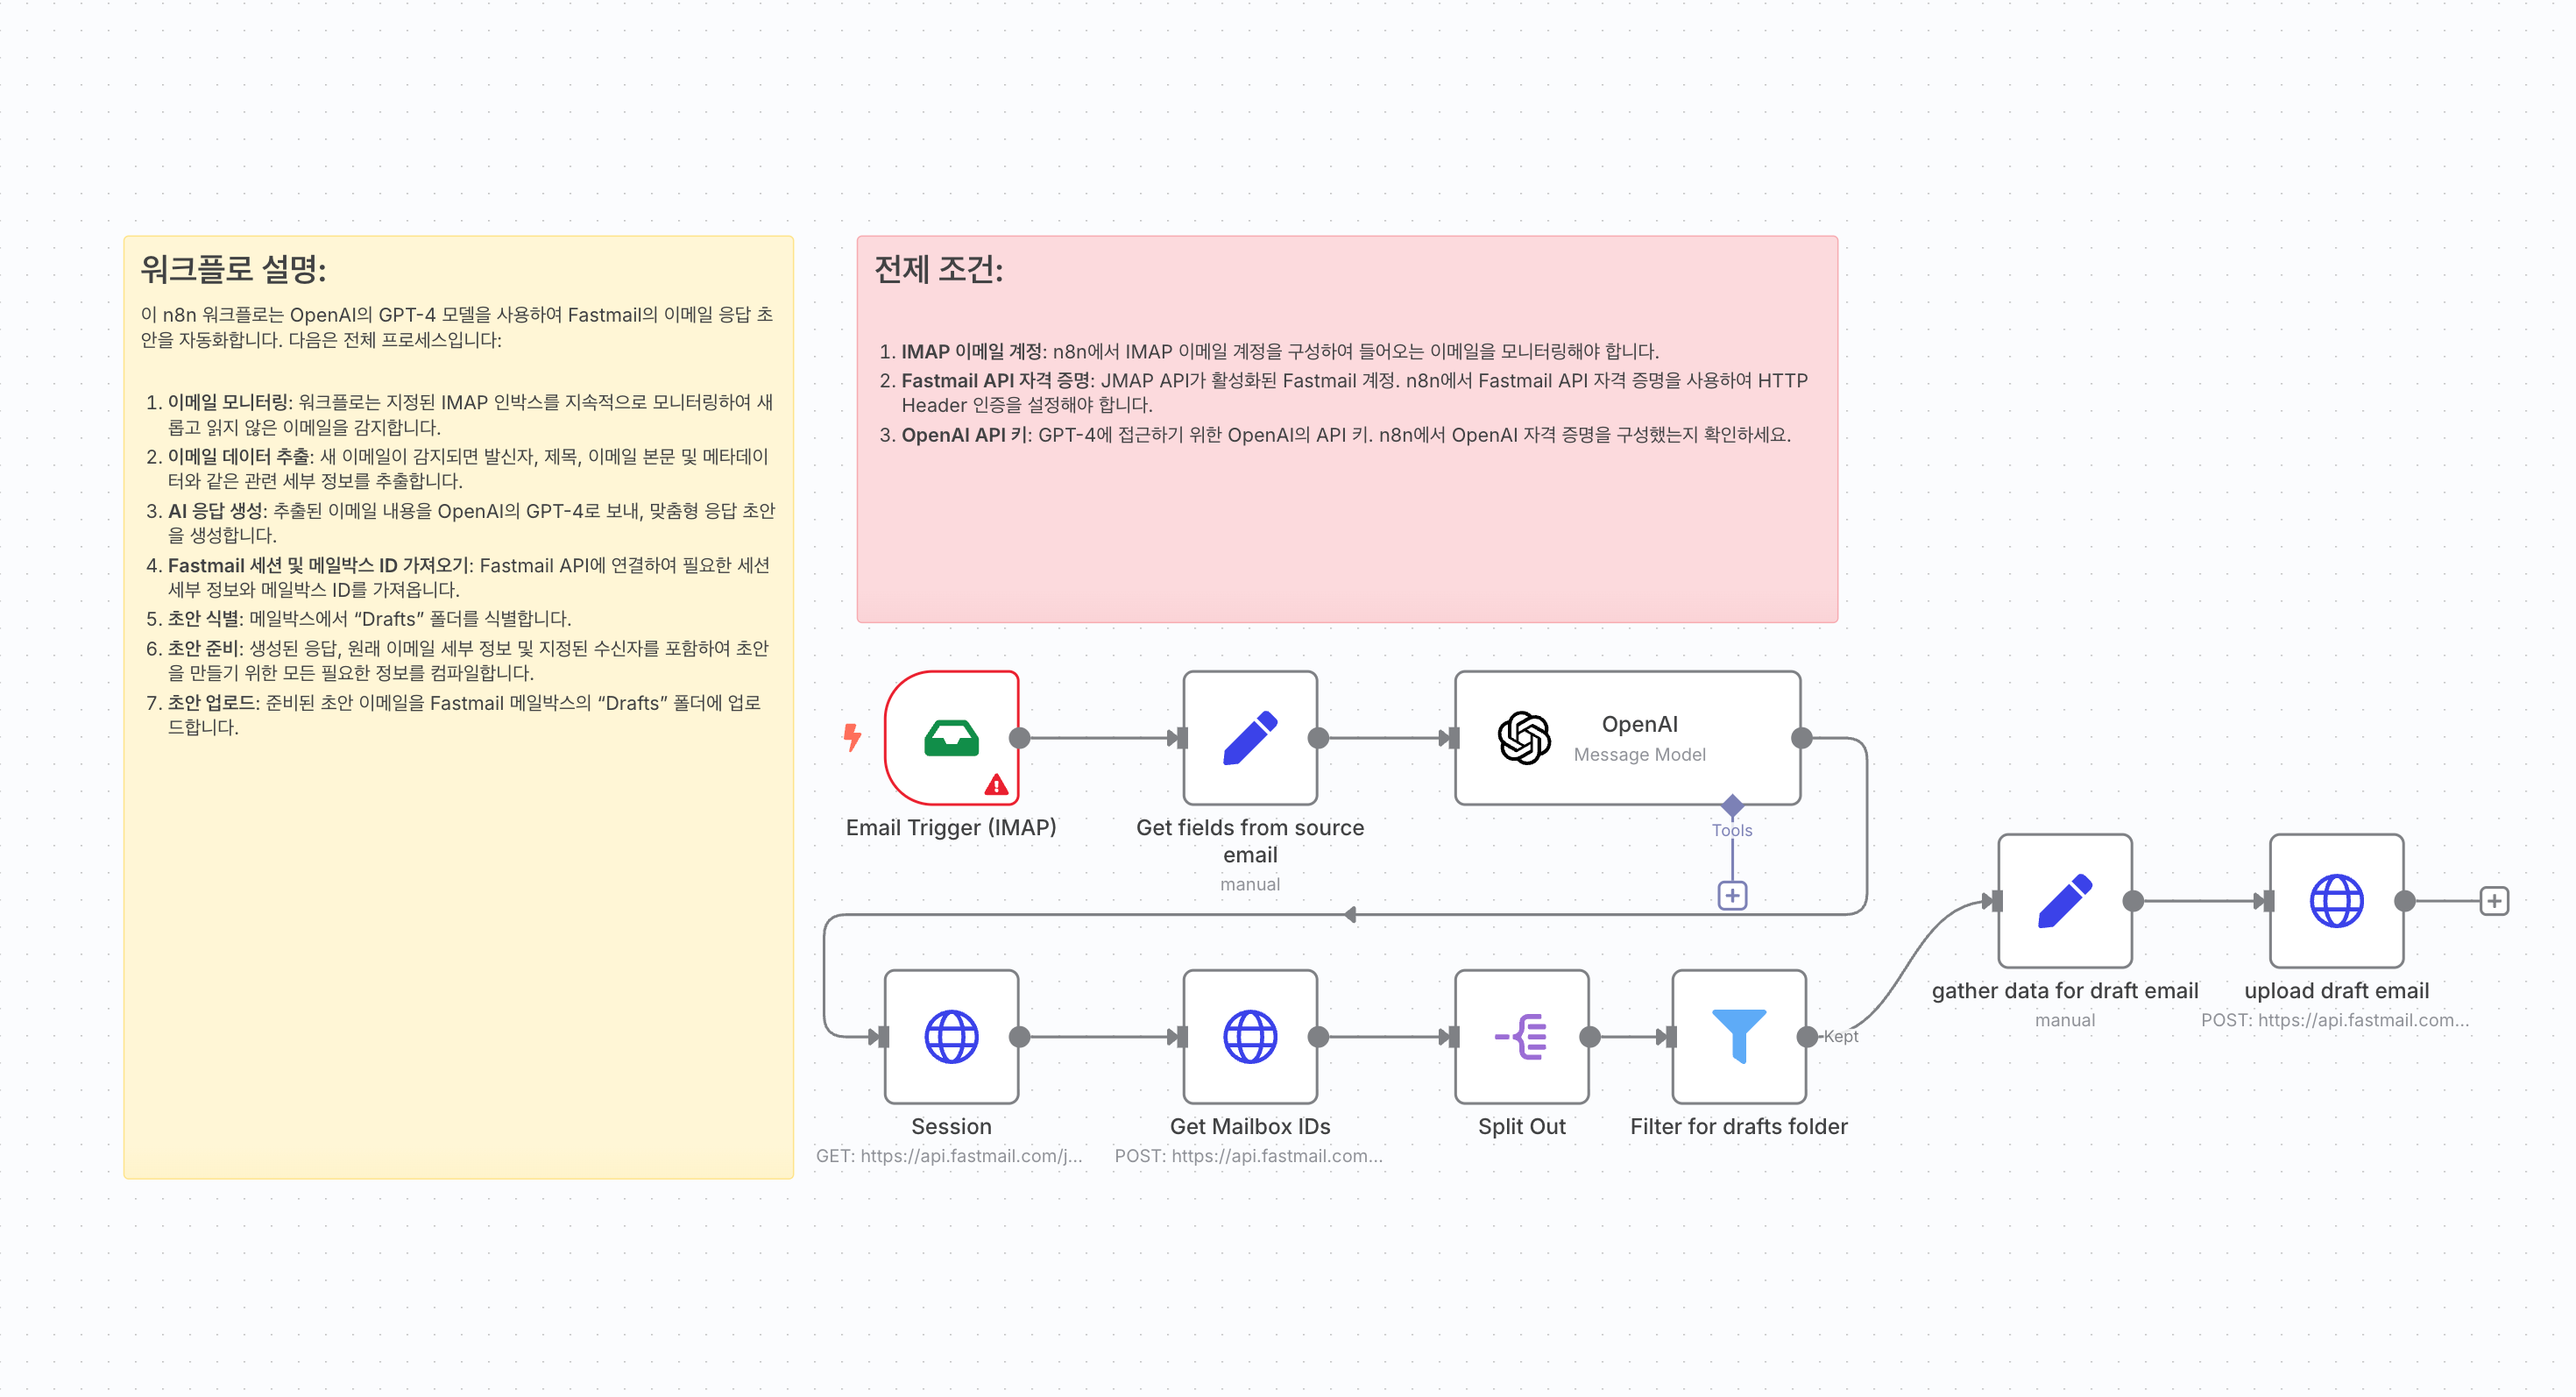 워크플로 설명:
이 n8n 워크플로는 OpenAI의 GPT-4 모델을 사용하여 Fastmail의 이메일 응답 초
안을 자동화합니다. 다음은 전체 프로세스입니다:
1. 이메일 모니터링: 워크플로는 지정된 IMAP 인박스를 지속적으로 모니터링하여 새
롭고 읽지 않은 이메일을 감지합니다.
2. 이메일 데이터 추출: 새 이메일이 감지되면 발신자, 제목, 이메일 본문 및 메타데이
터와 같은 관련 세부 정보를 추출합니다.
3. AI 응답 생성: 추출된 이메일 내용을 OpenAI의 GPT-4로 보내, 맞춤형 응답 초안
을 생성합니다.
4. Fastmail 세션 및 메일박스 ID 가져오기: Fastmail API에 연결하여 필요한 세션
세부 정보와 메일박스 ID를 가져옵니다.
5. 초안 식별: 메일박스에서 “Drafts” 폴더를 식별합니다.
6. 초안 준비: 생성된 응답, 원래 이메일 세부 정보 및 지정된 수신자를 포함하여 초안
을 만들기 위한 모든 필요한 정보를 컴파일합니다.
7. 초안 업로드: 준비된 초안 이메일을 Fastmail 메일박스의 “Drafts” 폴더에 업로
드합니다.
전제 조건:
1. IMAP 이메일 계정: n8n에서 IMAP 이메일 계정을 구성하여 들어오는 이메일을 모니터링해야 합니다.
2. Fastmail API 자격 증명: JMAP API가 활성화된 Fastmail 계정. n8n에서 Fastmail API 자격 증명을 사용하여 HTTP
Header 인증을 설정해야 합니다.
3. OpenAI API 키: GPT-4에 접근하기 위한 OpenAI의 API 키. n8n에서 OpenAI 자격 증명을 구성했는지 확인하세요.
Email Trigger (IMAP)
Get fields from source
email
manual
OpenAI
Message Model
Tools
Session
GET: https://api.fastmail.com/j...
Get Mailbox IDs
POST: https://api.fastmail.com...
Split Out
Filter for drafts folder
Kept
gather data for draft email
manual
upload draft email
POST: https://api.fastmail.com...